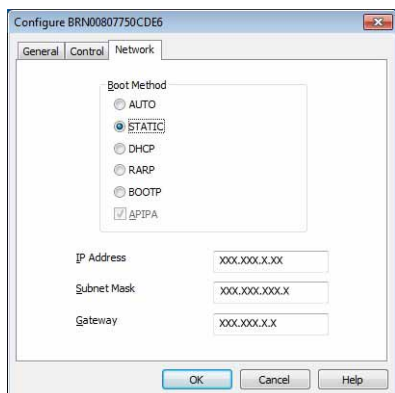 Configure BRN00807750CDE6
General Control Network
Boot Method
AUTO
STATIC
DHCP
RARP
BOOTP
APIPA
IP Address XXX.XXX.X.XX
Subnet Mask XXX.XXX.XXX.X
Gateway XXX.XXX.X.X
OK Cancel Help